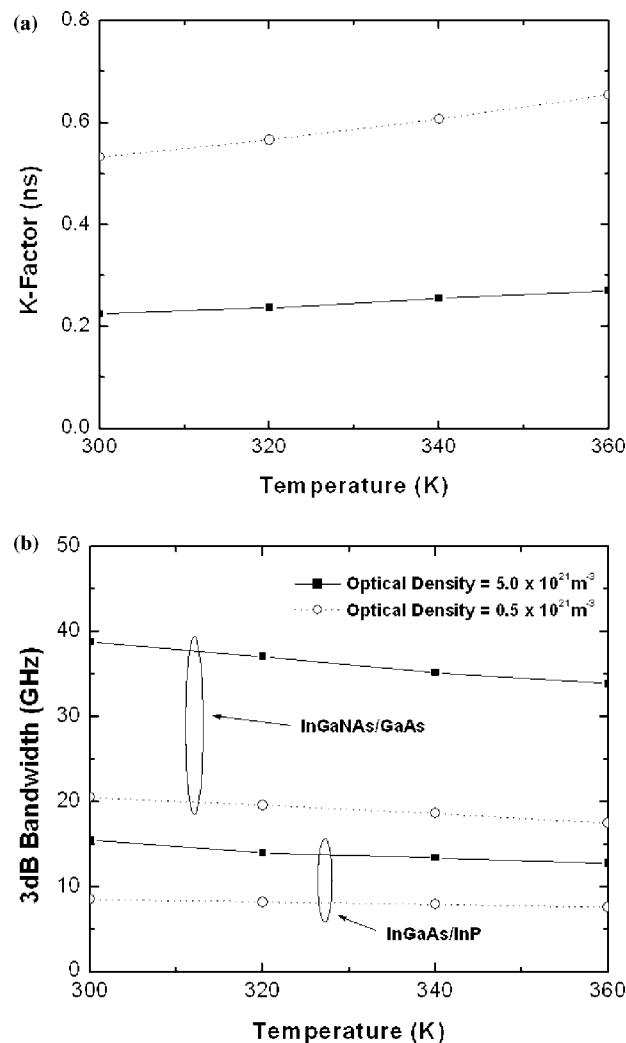 (a)
0.8
0.6
0.4
0.2
0.0
K-Factor (ns)
300 320 340 360
Temperature (K)
(b)
50
40
30
20
10
0
3dB Bandwidth (GHz)
Optical Density = 5.0 x 10²¹m⁻³
Optical Density = 0.5 x 10²¹m⁻³
InGaNAs/GaAs
InGaAs/InP
300 320 340 360
Temperature (K)